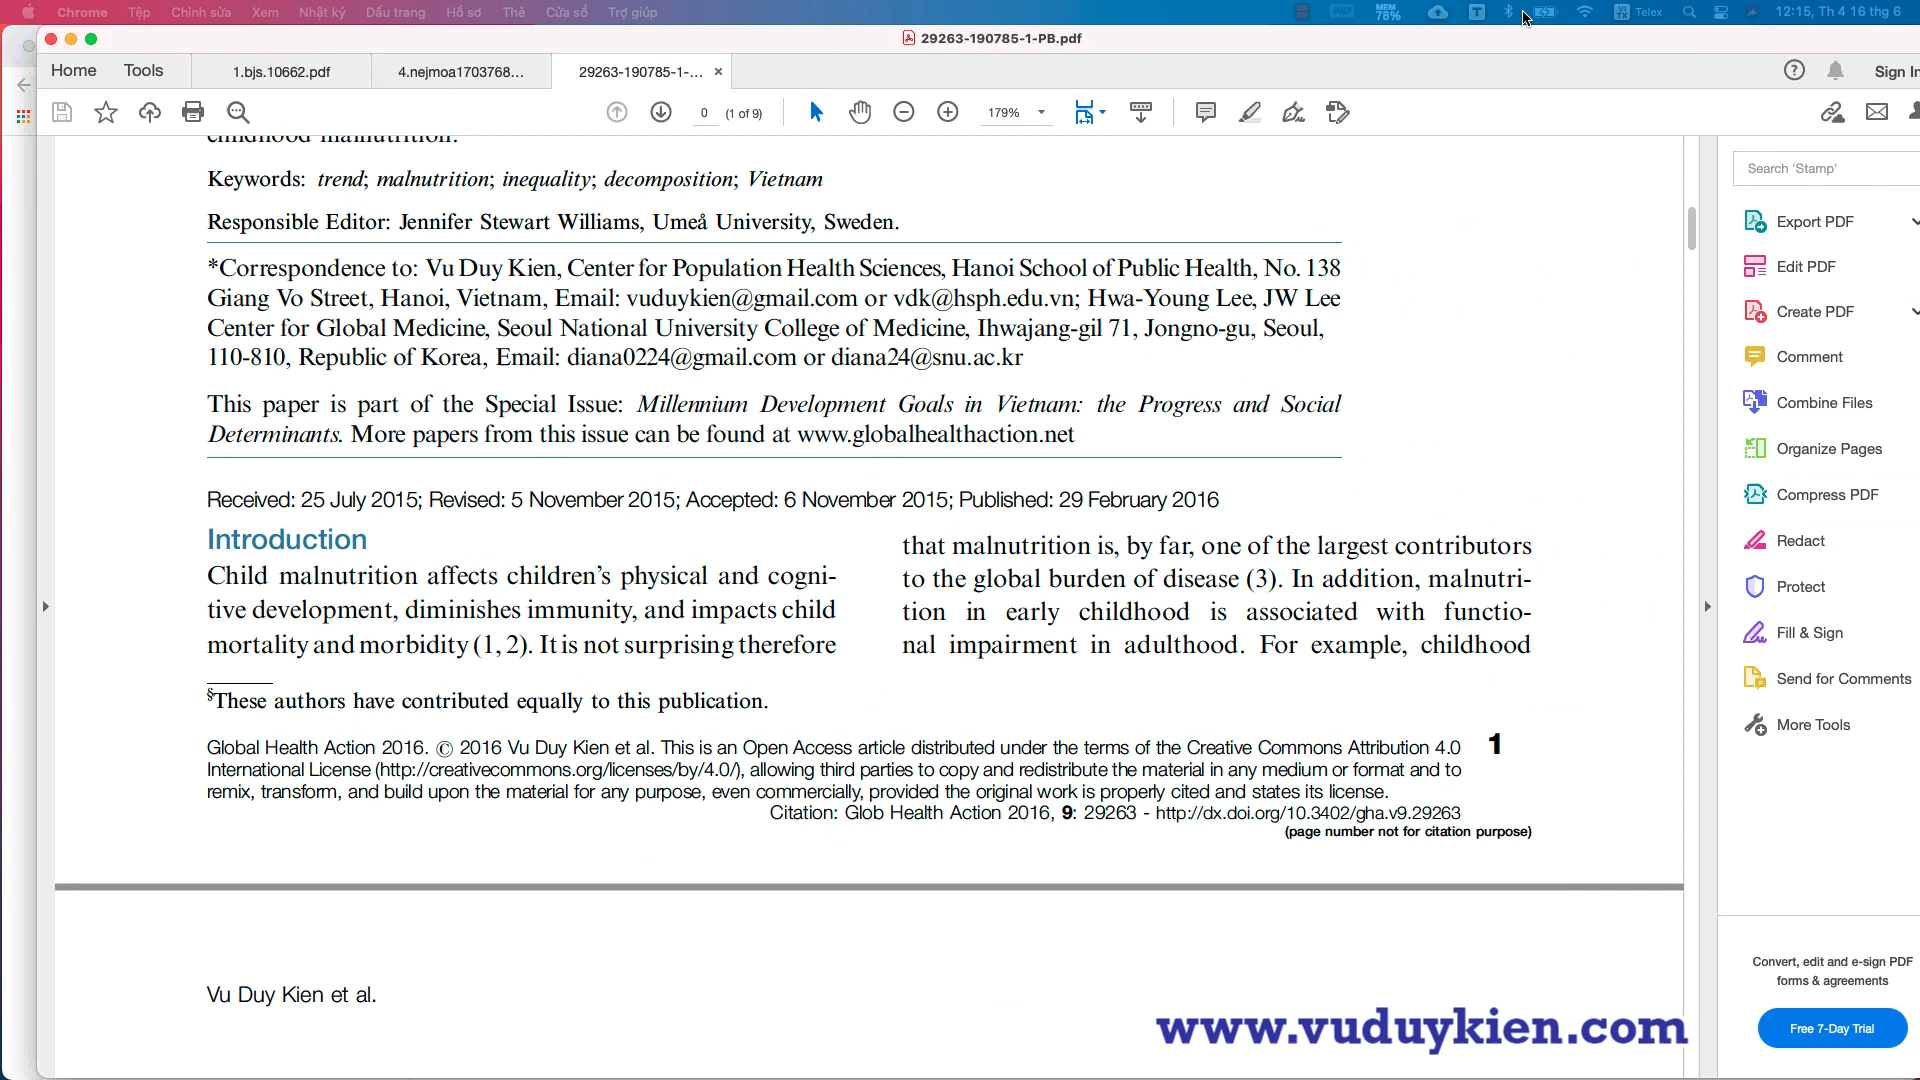 Chrome Tệp Chỉnh sửa Xem Nhật ký Dấu trang Hồ sơ Thẻ Cửa sổ Trợ giúp MEM 78% T Telex 12:15, Th 4 16 thg 6
29263-190785-1-PB.pdf
Home Tools 1.bjs.10662.pdf 4.nejmoa1703768... 29263-190785-1-... × Sign In
0 (1 of 9) 179%
childhood malnutrition.
Keywords: trend; malnutrition; inequality; decomposition; Vietnam
Responsible Editor: Jennifer Stewart Williams, Umeå University, Sweden.
*Correspondence to: Vu Duy Kien, Center for Population Health Sciences, Hanoi School of Public Health, No. 138
Giang Vo Street, Hanoi, Vietnam, Email: vuduykien@gmail.com or vdk@hsph.edu.vn; Hwa-Young Lee, JW Lee
Center for Global Medicine, Seoul National University College of Medicine, Ihwajang-gil 71, Jongno-gu, Seoul,
110-810, Republic of Korea, Email: diana0224@gmail.com or diana24@snu.ac.kr
This paper is part of the Special Issue: Millennium Development Goals in Vietnam: the Progress and Social
Determinants. More papers from this issue can be found at www.globalhealthaction.net
Received: 25 July 2015; Revised: 5 November 2015; Accepted: 6 November 2015; Published: 29 February 2016
Introduction
Child malnutrition affects children's physical and cogni-
tive development, diminishes immunity, and impacts child
mortality and morbidity (1, 2). It is not surprising therefore
that malnutrition is, by far, one of the largest contributors
to the global burden of disease (3). In addition, malnutri-
tion in early childhood is associated with functio-
nal impairment in adulthood. For example, childhood
§These authors have contributed equally to this publication.
Global Health Action 2016. © 2016 Vu Duy Kien et al. This is an Open Access article distributed under the terms of the Creative Commons Attribution 4.0
International License (http://creativecommons.org/licenses/by/4.0/), allowing third parties to copy and redistribute the material in any medium or format and to
remix, transform, and build upon the material for any purpose, even commercially, provided the original work is properly cited and states its license.
1
Citation: Glob Health Action 2016, 9: 29263 - http://dx.doi.org/10.3402/gha.v9.29263
(page number not for citation purpose)
Vu Duy Kien et al.
www.vuduykien.com
Search 'Stamp'
Export PDF
Edit PDF
Create PDF
Comment
Combine Files
Organize Pages
Compress PDF
Redact
Protect
Fill & Sign
Send for Comments
More Tools
Convert, edit and e-sign PDF
forms & agreements
Free 7-Day Trial